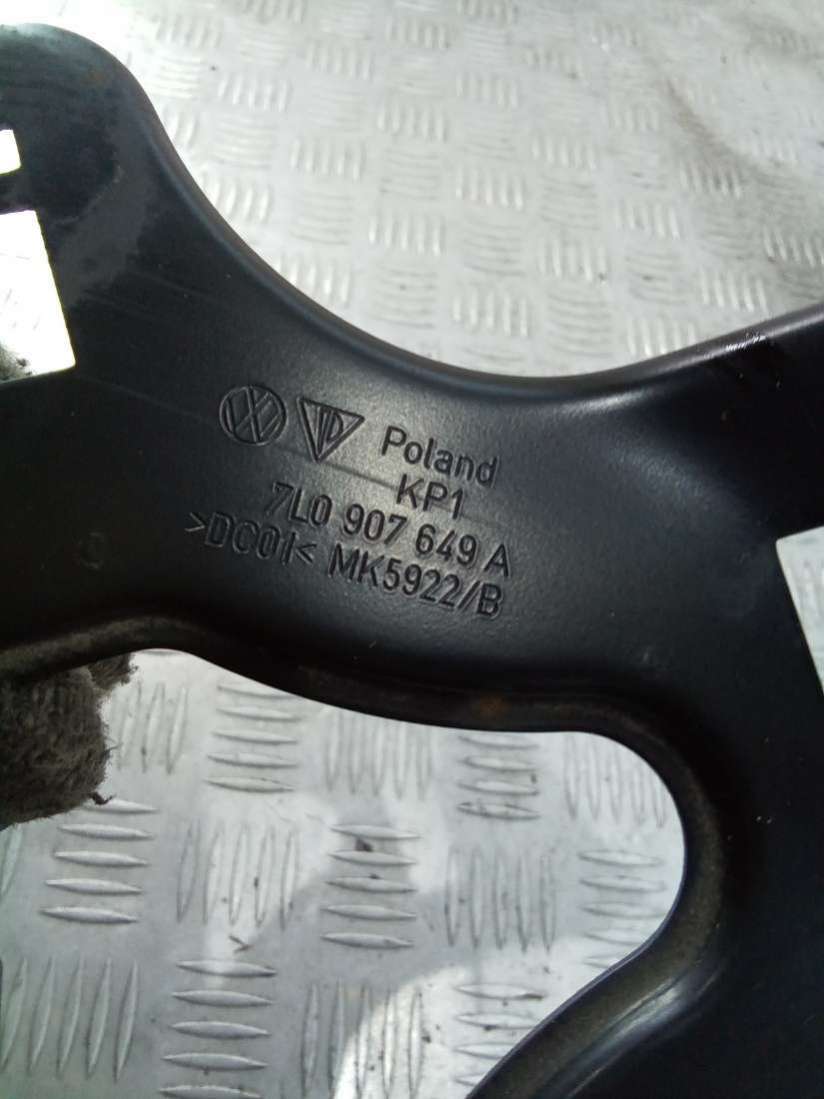 Poland
KP1
7L0 907 649 A
>DC01< MK5922/B